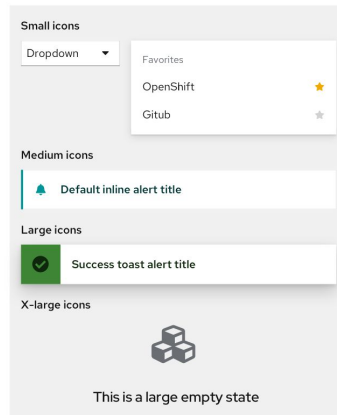 Small icons
Dropdown
Favorites
OpenShift
Gitub
Medium icons
Default inline alert title
Large icons
Success toast alert title
X-large icons
This is a large empty state